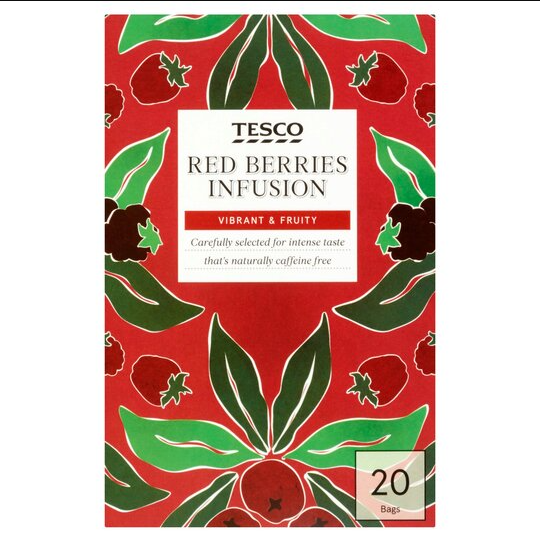 TESCO
RED BERRIES
INFUSION
VIBRANT & FRUITY
Carefully selected for intense taste
that's naturally caffeine free
20
Bags